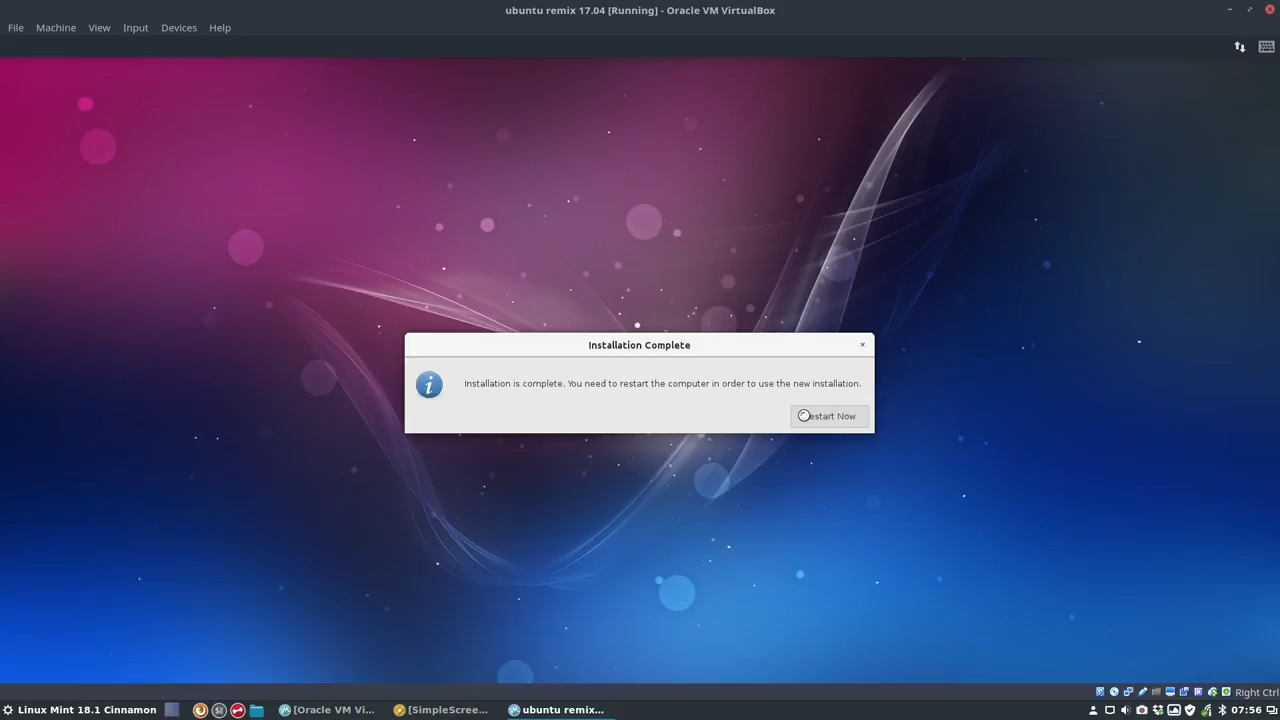 ubuntu remix 17.04 [Running] - Oracle VM VirtualBox
File Machine View Input Devices Help
Installation Complete
Installation is complete. You need to restart the computer in order to use the new installation.
estart Now
Right Ctrl
Linux Mint 18.1 Cinnamon
[Oracle VM Vi...
[SimpleScree...
ubuntu remix...
07:56